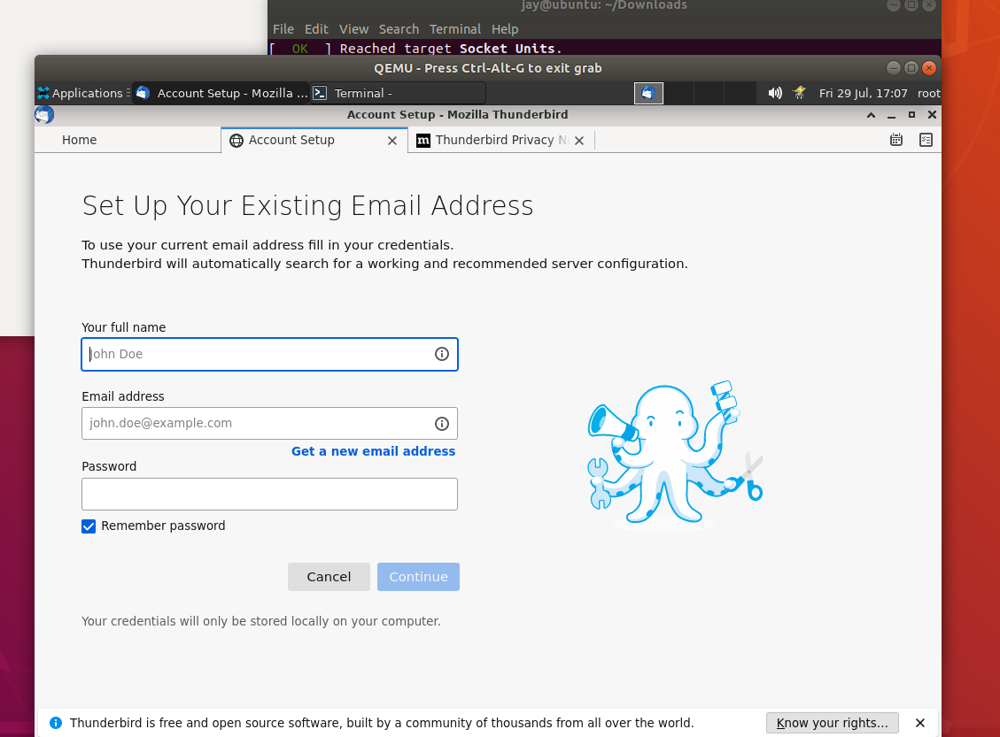 jay@ubuntu: ~/Downloads
File Edit View Search Terminal Help
[ OK ] Reached target Socket Units.
QEMU - Press Ctrl-Alt-G to exit grab
Applications Account Setup - Mozilla ... Terminal - Fri 29 Jul, 17:07 root
Account Setup - Mozilla Thunderbird
Home Account Setup m Thunderbird Privacy
Set Up Your Existing Email Address
To use your current email address fill in your credentials.
Thunderbird will automatically search for a working and recommended server configuration.
Your full name
John Doe
Email address
john.doe@example.com
Get a new email address
Password
Remember password
Cancel Continue
Your credentials will only be stored locally on your computer.
Thunderbird is free and open source software, built by a community of thousands from all over the world. Know your rights...